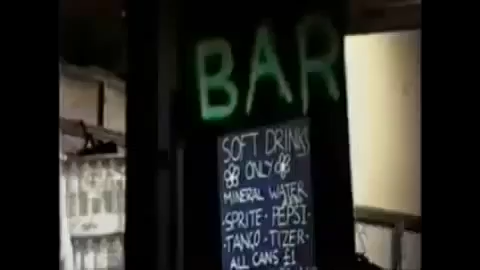 BAR
SOFT DRINKS
ONLY
MINERAL WATER
·SPRITE·PEPSI·
·TANGO·TIZER·
ALL CANS £1